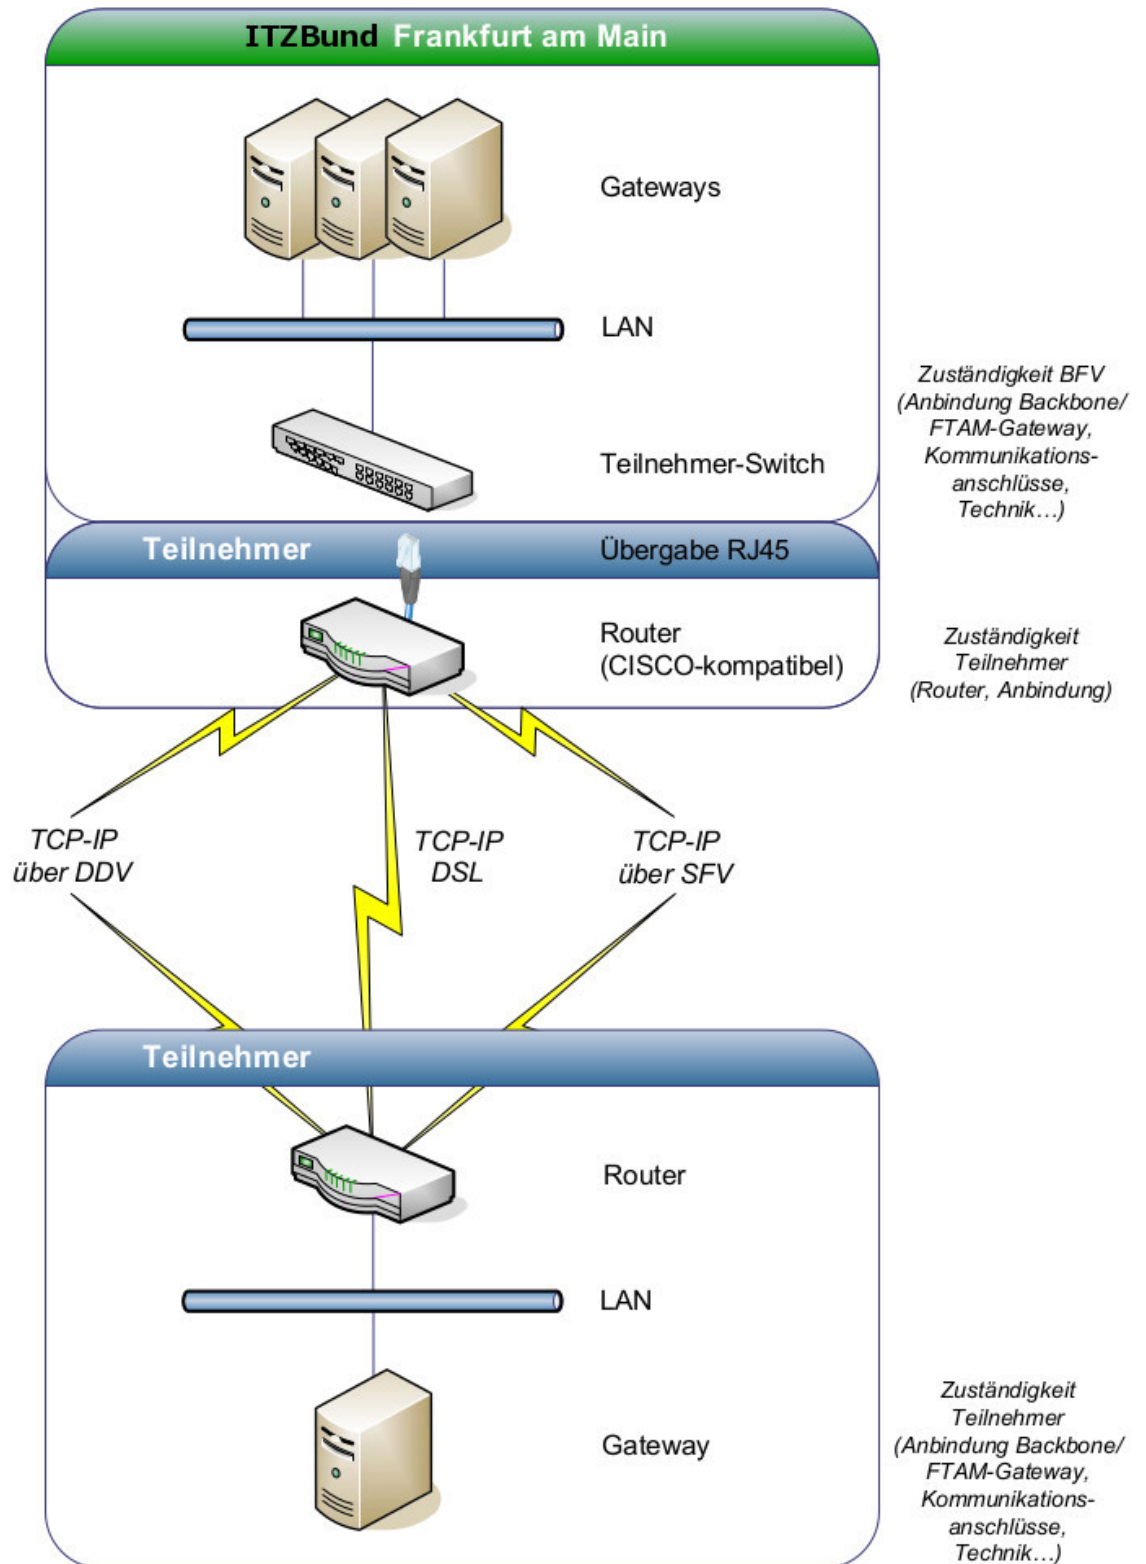 ITZBund Frankfurt am Main
Gateways
LAN
Zuständigkeit BFV
(Anbindung Backbone/
FTAM-Gateway,
Kommunikations-
anschlüsse,
Technik…)
Teilnehmer-Switch
Teilnehmer
Übergabe RJ45
Router
(CISCO-kompatibel)
Zuständigkeit
Teilnehmer
(Router, Anbindung)
TCP-IP
über DDV
TCP-IP
DSL
TCP-IP
über SFV
Teilnehmer
Router
LAN
Gateway
Zuständigkeit
Teilnehmer
(Anbindung Backbone/
FTAM-Gateway,
Kommunikations-
anschlüsse,
Technik…)